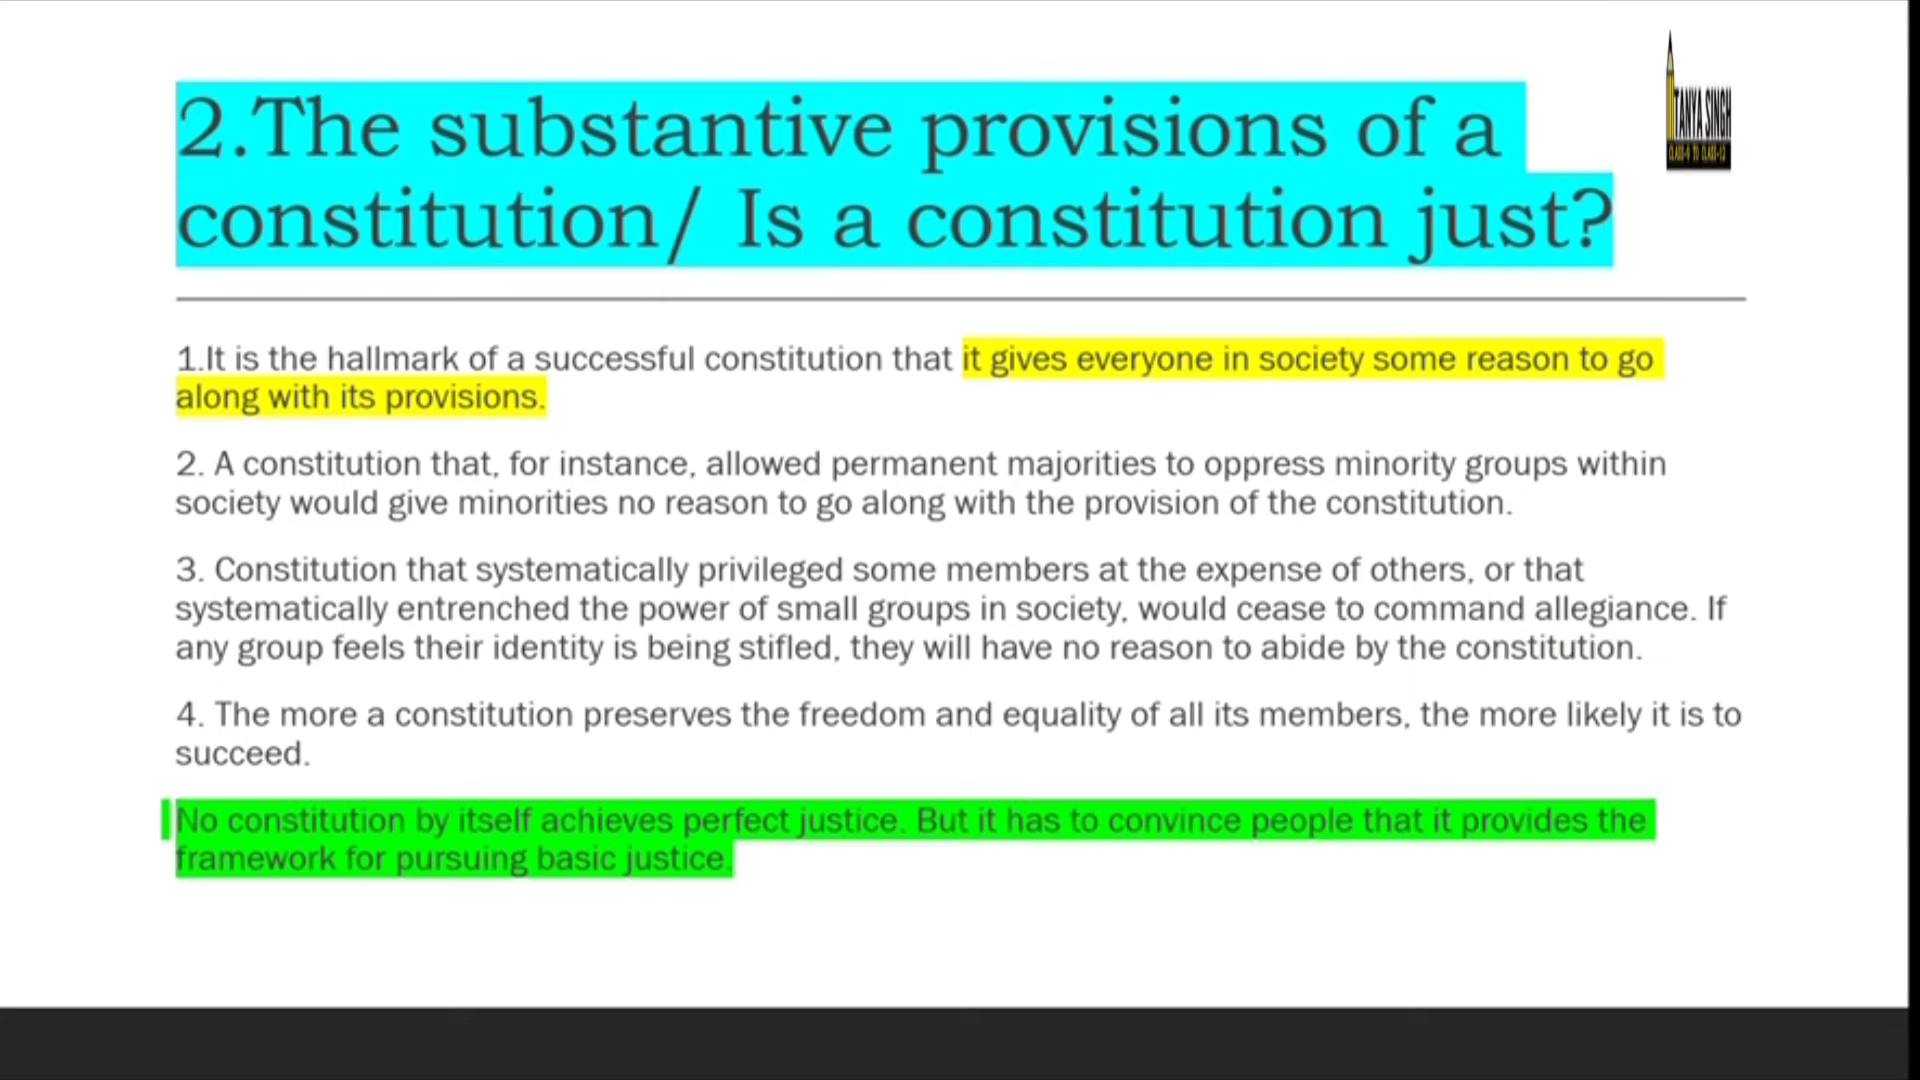 TANYA SINGH
CLASS-6 TO CLASS-12
2.The substantive provisions of a
constitution/ Is a constitution just?
1.It is the hallmark of a successful constitution that it gives everyone in society some reason to go
along with its provisions.
2. A constitution that, for instance, allowed permanent majorities to oppress minority groups within
society would give minorities no reason to go along with the provision of the constitution.
3. Constitution that systematically privileged some members at the expense of others, or that
systematically entrenched the power of small groups in society, would cease to command allegiance. If
any group feels their identity is being stifled, they will have no reason to abide by the constitution.
4. The more a constitution preserves the freedom and equality of all its members, the more likely it is to
succeed.
No constitution by itself achieves perfect justice. But it has to convince people that it provides the
framework for pursuing basic justice.